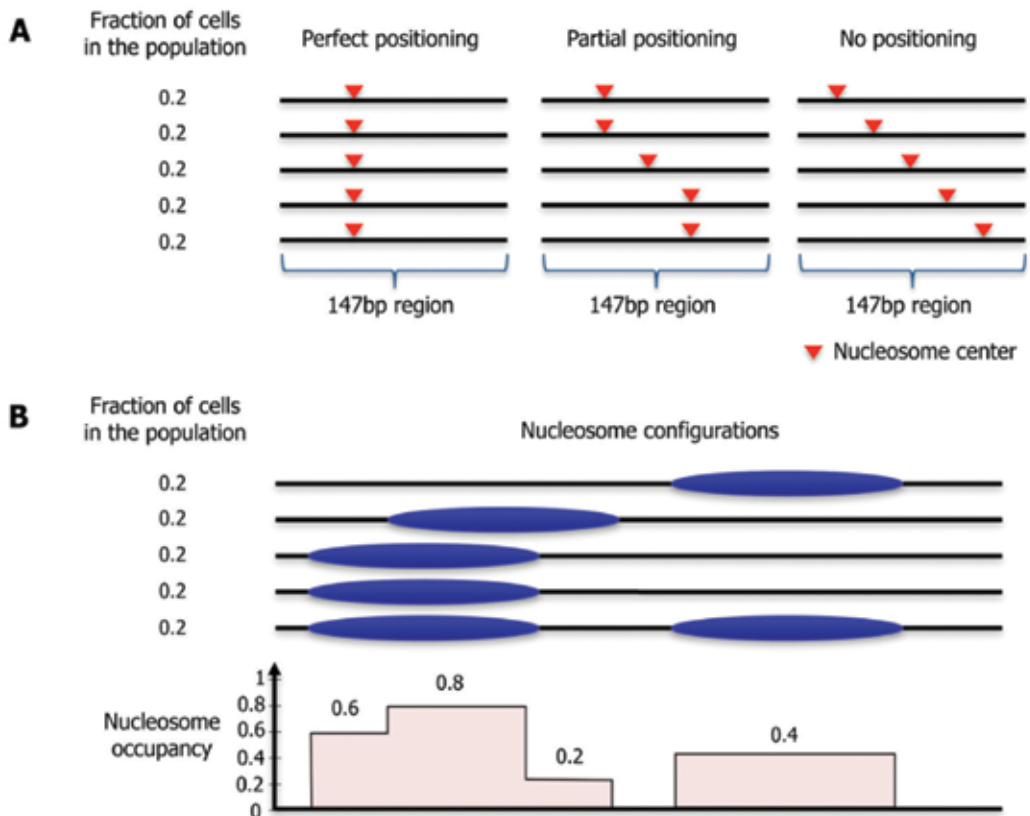 A
Fraction of cells
in the population
Perfect positioning
Partial positioning
No positioning
0.2
0.2
0.2
0.2
0.2
147bp region
147bp region
147bp region
Nucleosome center
B
Fraction of cells
in the population
Nucleosome configurations
0.2
0.2
0.2
0.2
0.2
Nucleosome
occupancy
1
0.8
0.6
0.4
0.2
0
0.6
0.8
0.2
0.4